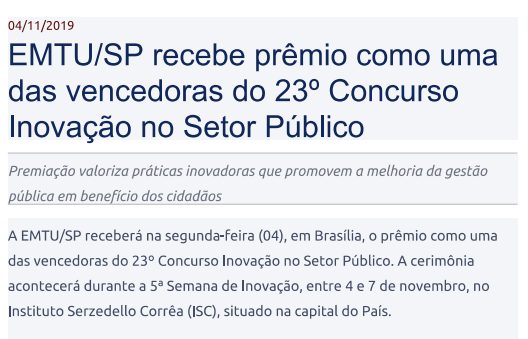 04/11/2019
EMTU/SP recebe prêmio como uma
das vencedoras do 23º Concurso
Inovação no Setor Público
Premiação valoriza práticas inovadoras que promovem a melhoria da gestão
pública em benefício dos cidadãos
A EMTU/SP receberá na segunda-feira (04), em Brasília, o prêmio como uma
das vencedoras do 23º Concurso Inovação no Setor Público. A cerimônia
acontecerá durante a 5ª Semana de Inovação, entre 4 e 7 de novembro, no
Instituto Serzedello Corrêa (ISC), situado na capital do País.